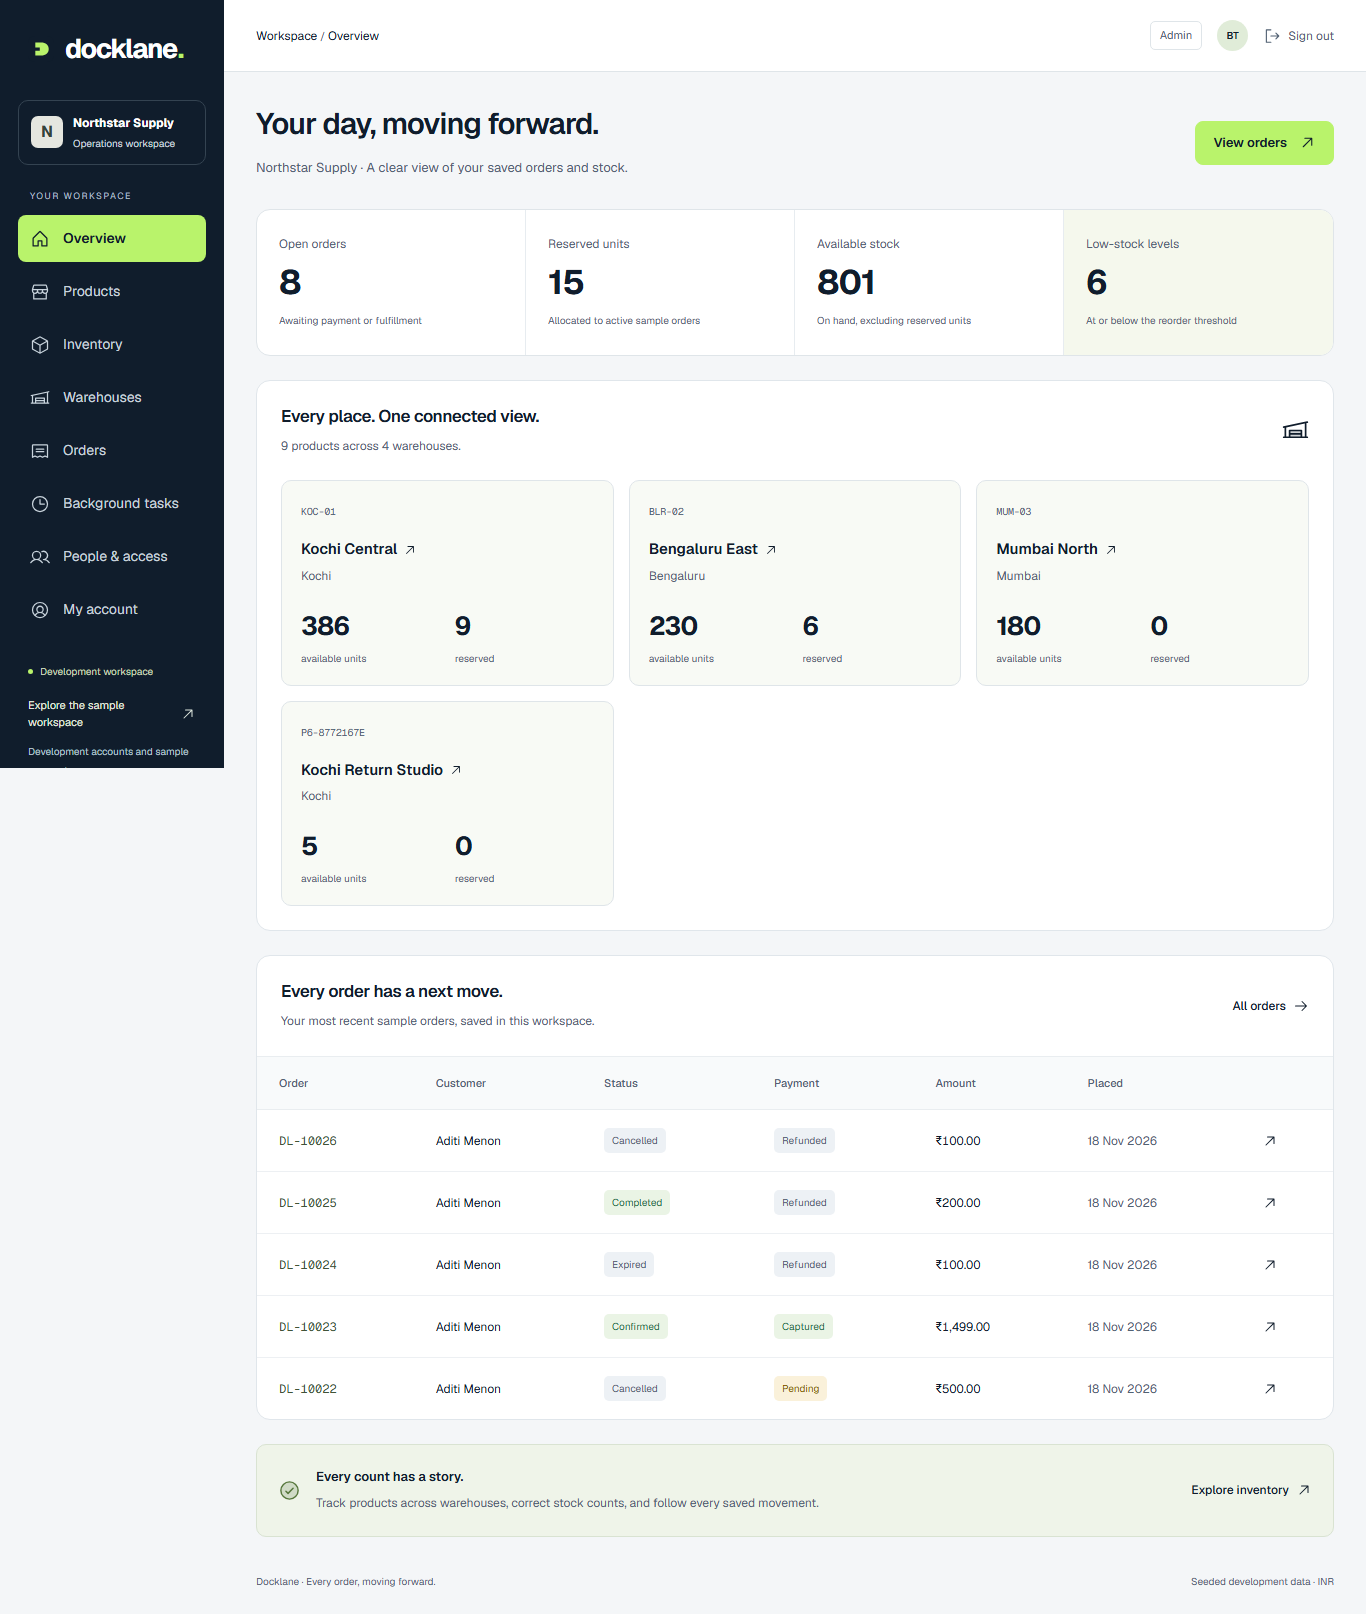 docklane.
N
Northstar Supply
Operations workspace
YOUR WORKSPACE
Overview
Products
Inventory
Warehouses
Orders
Background tasks
People & access
My account
Development workspace
Explore the sample
workspace
Development accounts and sample
Workspace / Overview
Admin
BT
Sign out
Your day, moving forward.
Northstar Supply · A clear view of your saved orders and stock.
View orders
Open orders
8
Awaiting payment or fulfillment
Reserved units
15
Allocated to active sample orders
Available stock
801
On hand, excluding reserved units
Low-stock levels
6
At or below the reorder threshold
Every place. One connected view.
9 products across 4 warehouses.
KOC-01
Kochi Central
Kochi
386 9
available units reserved
BLR-02
Bengaluru East
Bengaluru
230 6
available units reserved
MUM-03
Mumbai North
Mumbai
180 0
available units reserved
P6-8772167E
Kochi Return Studio
Kochi
5 0
available units reserved
Every order has a next move.
Your most recent sample orders, saved in this workspace.
All orders
Order Customer Status Payment Amount Placed
DL-10026 Aditi Menon Cancelled Refunded ₹100.00 18 Nov 2026
DL-10025 Aditi Menon Completed Refunded ₹200.00 18 Nov 2026
DL-10024 Aditi Menon Expired Refunded ₹100.00 18 Nov 2026
DL-10023 Aditi Menon Confirmed Captured ₹1,499.00 18 Nov 2026
DL-10022 Aditi Menon Cancelled Pending ₹500.00 18 Nov 2026
Every count has a story.
Track products across warehouses, correct stock counts, and follow every saved movement.
Explore inventory
Docklane · Every order, moving forward.
Seeded development data · INR